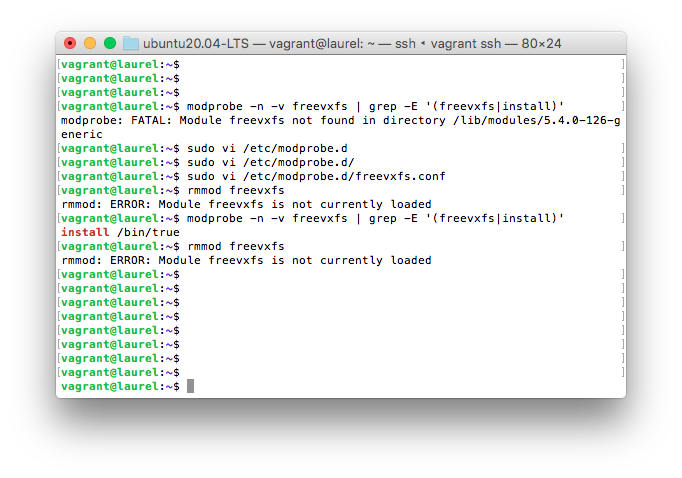 ubuntu20.04-LTS — vagrant@laurel: ~ — ssh ◂ vagrant ssh — 80×24
[vagrant@laurel:~$ ]
[vagrant@laurel:~$ ]
[vagrant@laurel:~$ ]
[vagrant@laurel:~$ modprobe -n -v freevxfs | grep -E '(freevxfs|install)' ]
modprobe: FATAL: Module freevxfs not found in directory /lib/modules/5.4.0-126-g
eneric
[vagrant@laurel:~$ sudo vi /etc/modprobe.d ]
[vagrant@laurel:~$ sudo vi /etc/modprobe.d/ ]
[vagrant@laurel:~$ sudo vi /etc/modprobe.d/freevxfs.conf ]
[vagrant@laurel:~$ rmmod freevxfs ]
rmmod: ERROR: Module freevxfs is not currently loaded
[vagrant@laurel:~$ modprobe -n -v freevxfs | grep -E '(freevxfs|install)' ]
install /bin/true
[vagrant@laurel:~$ rmmod freevxfs ]
rmmod: ERROR: Module freevxfs is not currently loaded
[vagrant@laurel:~$ ]
[vagrant@laurel:~$ ]
[vagrant@laurel:~$ ]
[vagrant@laurel:~$ ]
[vagrant@laurel:~$ ]
[vagrant@laurel:~$ ]
[vagrant@laurel:~$ ]
[vagrant@laurel:~$ ]
vagrant@laurel:~$